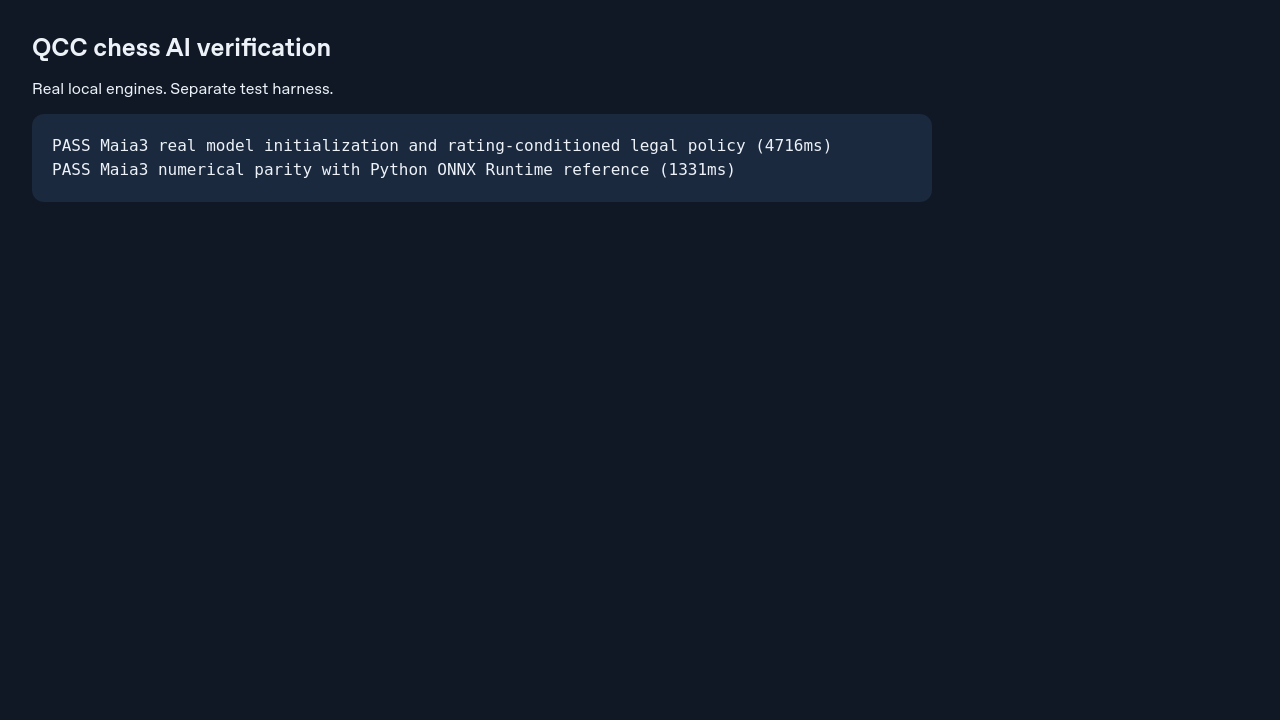 QCC chess AI verification
Real local engines. Separate test harness.
PASS Maia3 real model initialization and rating-conditioned legal policy (4716ms)
PASS Maia3 numerical parity with Python ONNX Runtime reference (1331ms)